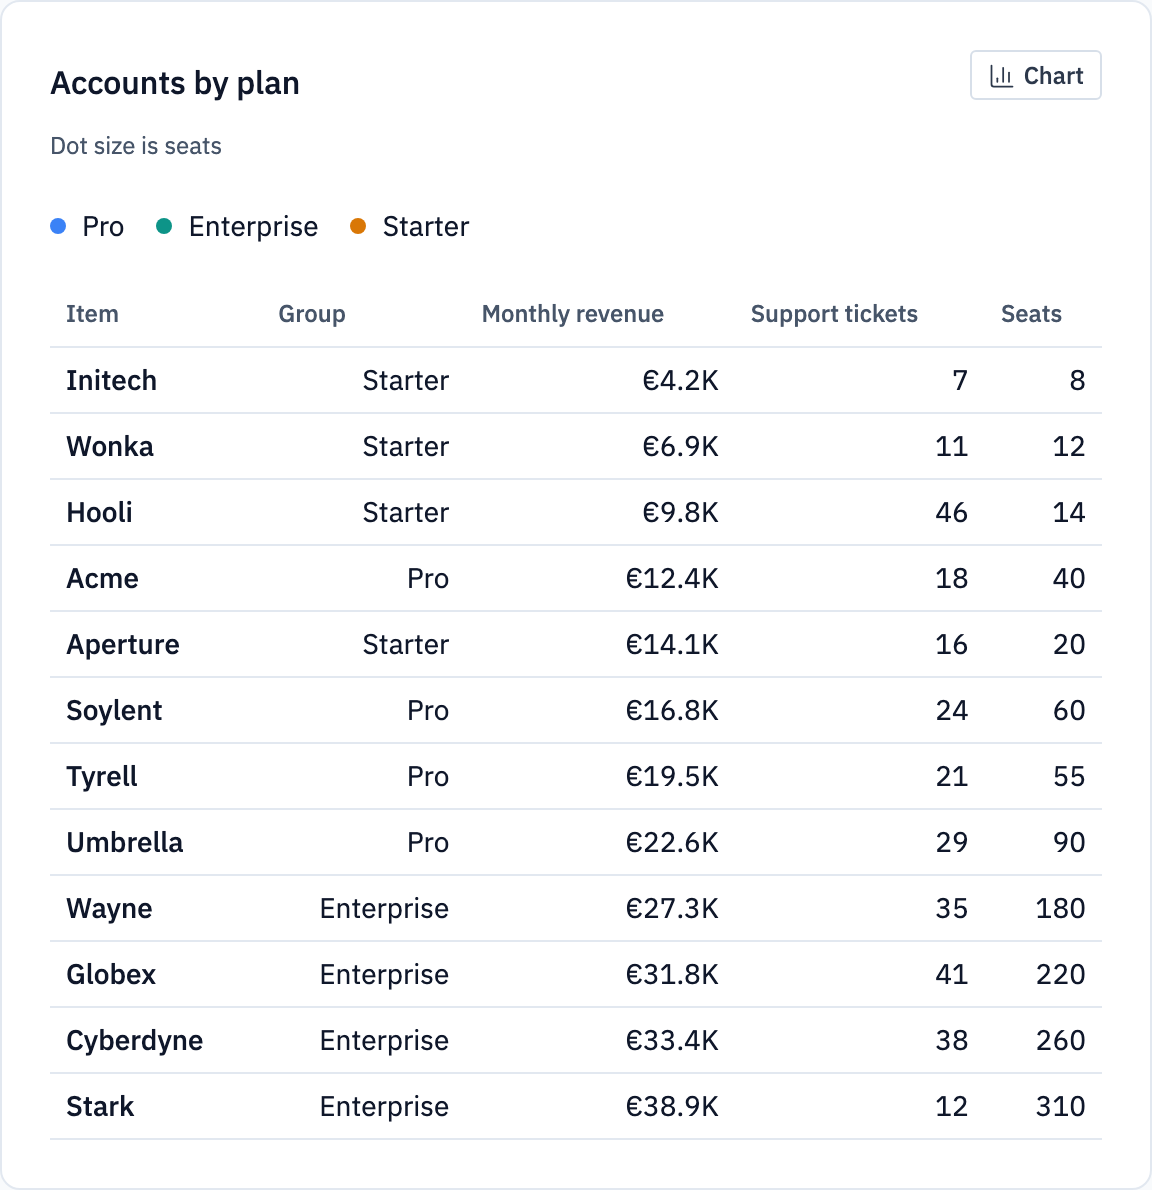 Accounts by plan
Chart
Dot size is seats
Pro Enterprise Starter
Item Group Monthly revenue Support tickets Seats
Initech Starter €4.2K 7 8
Wonka Starter €6.9K 11 12
Hooli Starter €9.8K 46 14
Acme Pro €12.4K 18 40
Aperture Starter €14.1K 16 20
Soylent Pro €16.8K 24 60
Tyrell Pro €19.5K 21 55
Umbrella Pro €22.6K 29 90
Wayne Enterprise €27.3K 35 180
Globex Enterprise €31.8K 41 220
Cyberdyne Enterprise €33.4K 38 260
Stark Enterprise €38.9K 12 310